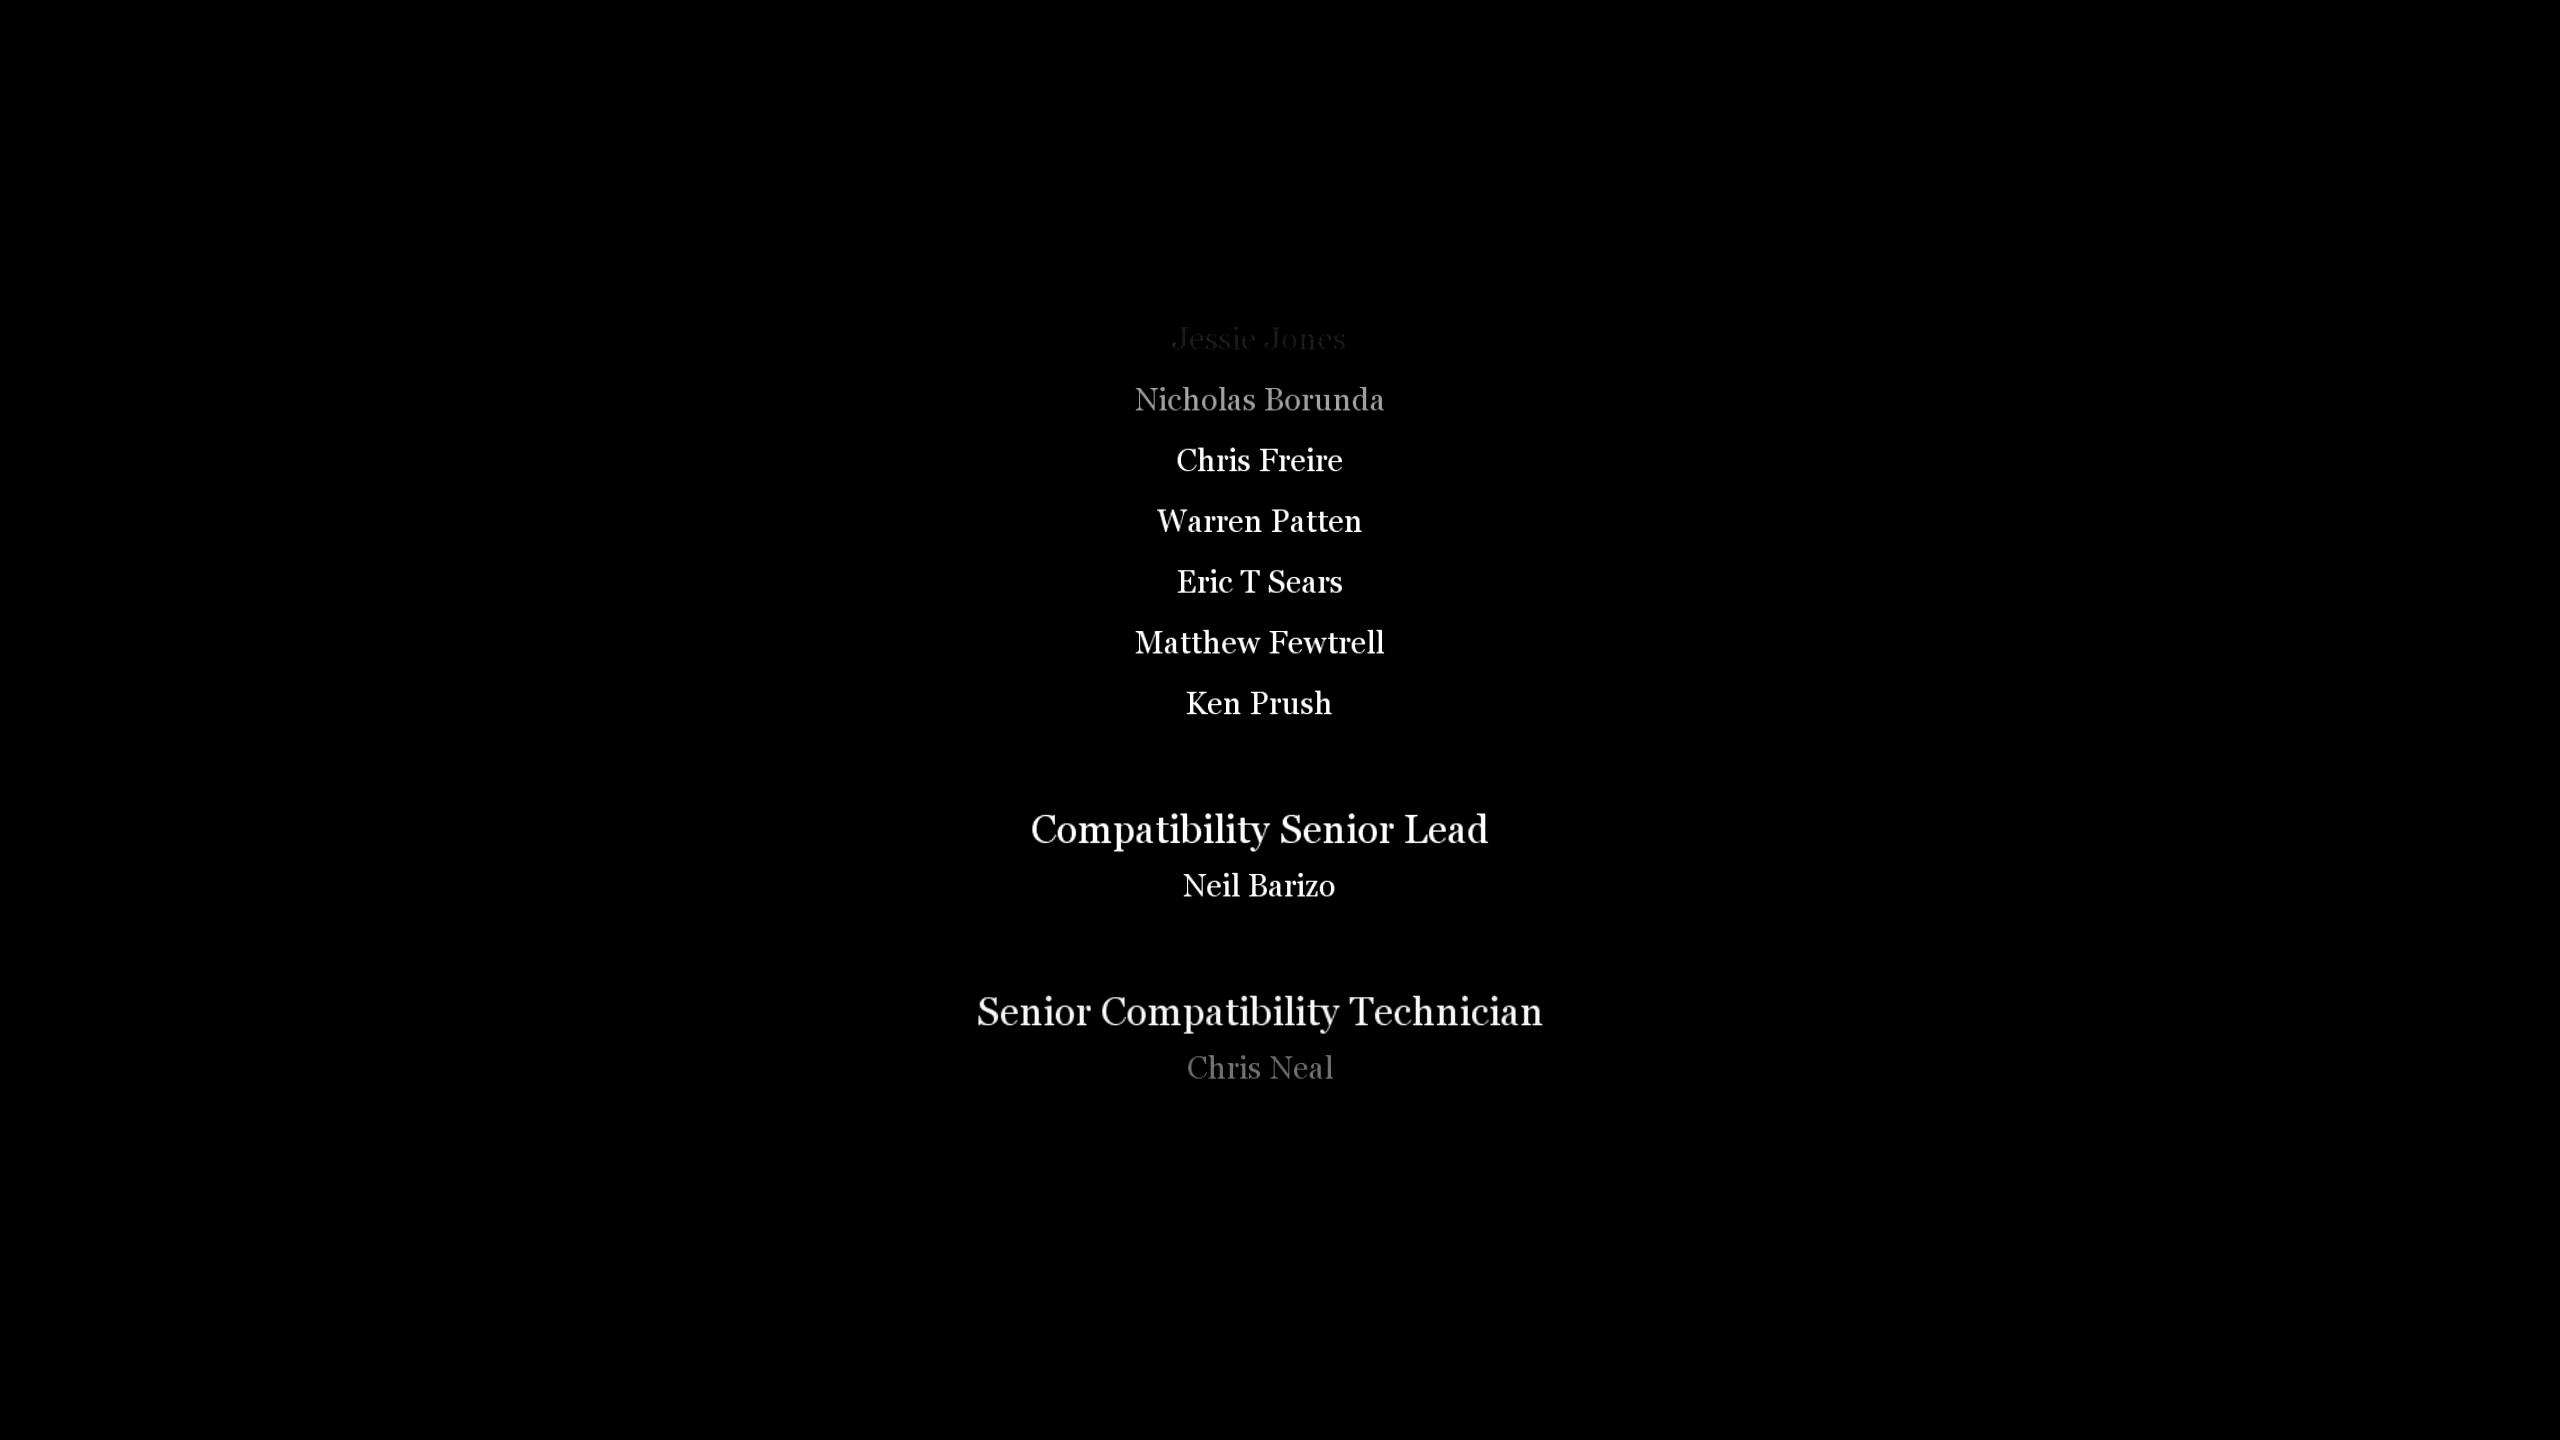 Jessie Jones
Nicholas Borunda
Chris Freire
Warren Patten
Eric T Sears
Matthew Fewtrell
Ken Prush
Compatibility Senior Lead
Neil Barizo
Senior Compatibility Technician
Chris Neal